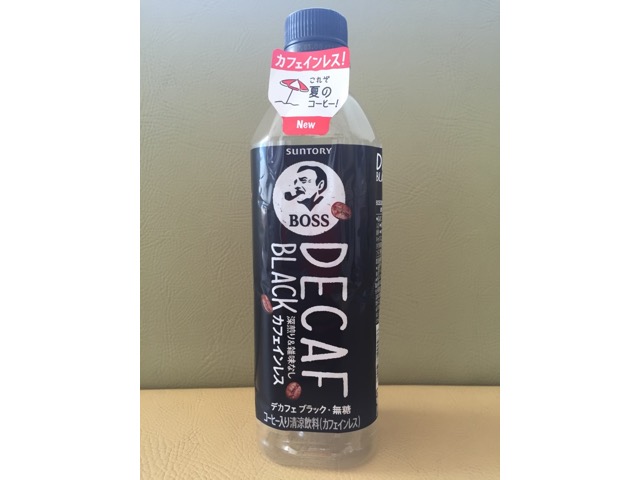 カフェインレス!
これぞ
夏の
コーヒー!
New
SUNTORY
BOSS
DECAF
BLACK
深煎り&雑味なし
カフェインレス
デカフェ ブラック・無糖
コーヒー入り清涼飲料(カフェインレス)